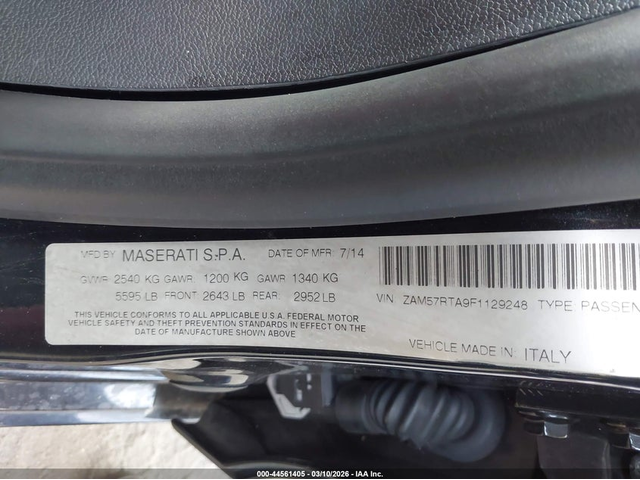 MFD BY MASERATI S.P.A. DATE OF MFR: 7/14
GVWR: 2540 KG GAWR: 1200 KG GAWR: 1340 KG
5595 LB FRONT 2643 LB REAR: 2952 LB
THIS VEHICLE CONFORMS TO ALL APPLICABLE U.S. FEDERAL MOTOR
VEHICLE SAFETY AND THEFT PREVENTION STANDARDS IN EFFECT ON THE
DATE OF MANUFACTURE SHOWN ABOVE.
VIN: ZAM57RTA9F1129248 TYPE PASSEN
VEHICLE MADE IN: ITALY
000-44561405 - 03/10/2026 - IAA Inc.